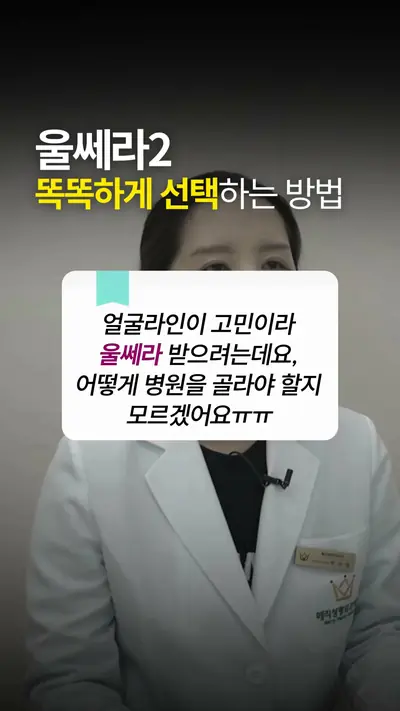 울쎄라2
똑똑하게 선택하는 방법
얼굴라인이 고민이라
울쎄라 받으려는데요,
어떻게 병원을 골라야 할지
모르겠어요ㅠㅠ